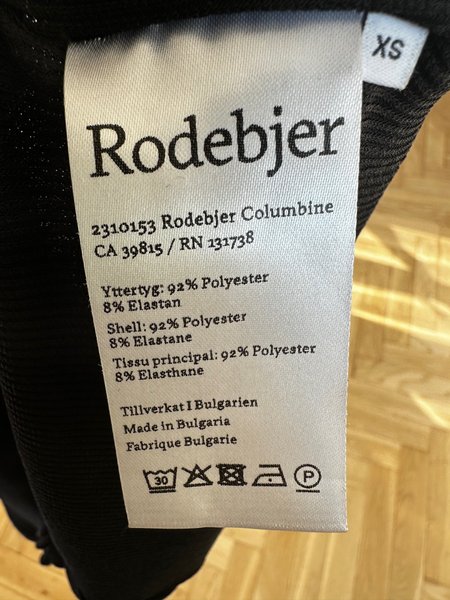 XS
Rodebjer
2310153 Rodebjer Columbine
CA 39815 / RN 131738
Yttertyg: 92% Polyester
8% Elastan
Shell: 92% Polyester
8% Elastane
Tissu principal: 92% Polyester
8% Elasthane
Tillverkat I Bulgarien
Made in Bulgaria
Fabrique Bulgarie
30 P